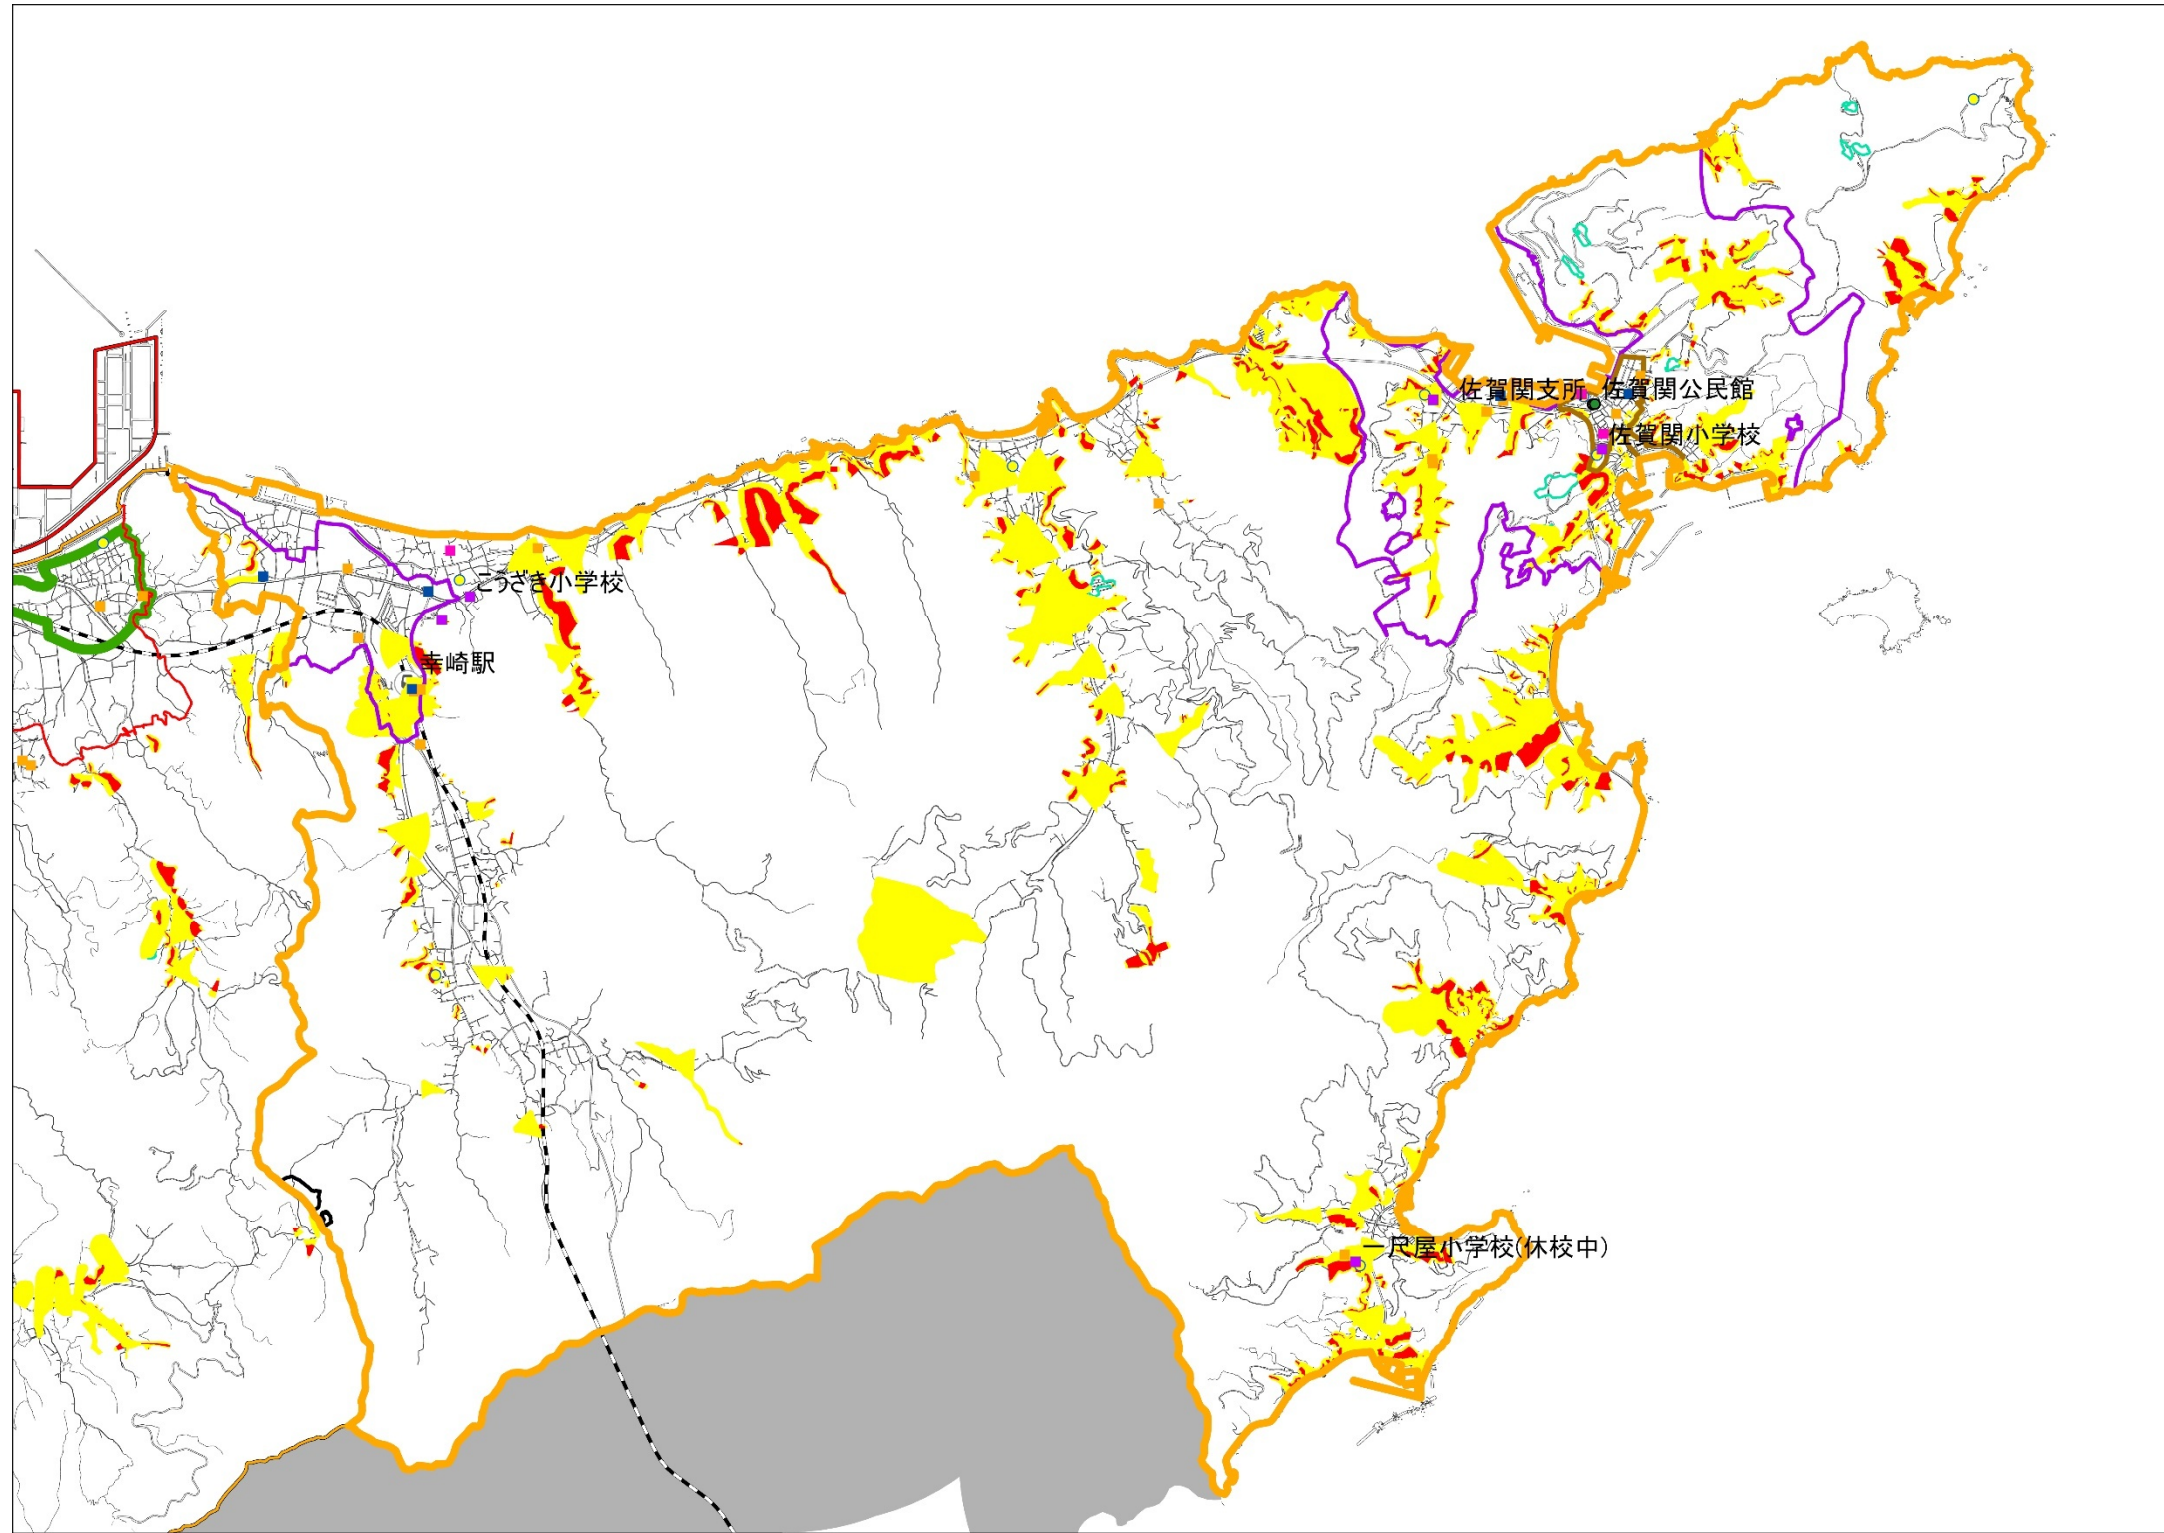 佐賀関支所
佐賀関公民館
佐賀関小学校
こうざき小学校
幸崎駅
一尺屋小学校(休校中)